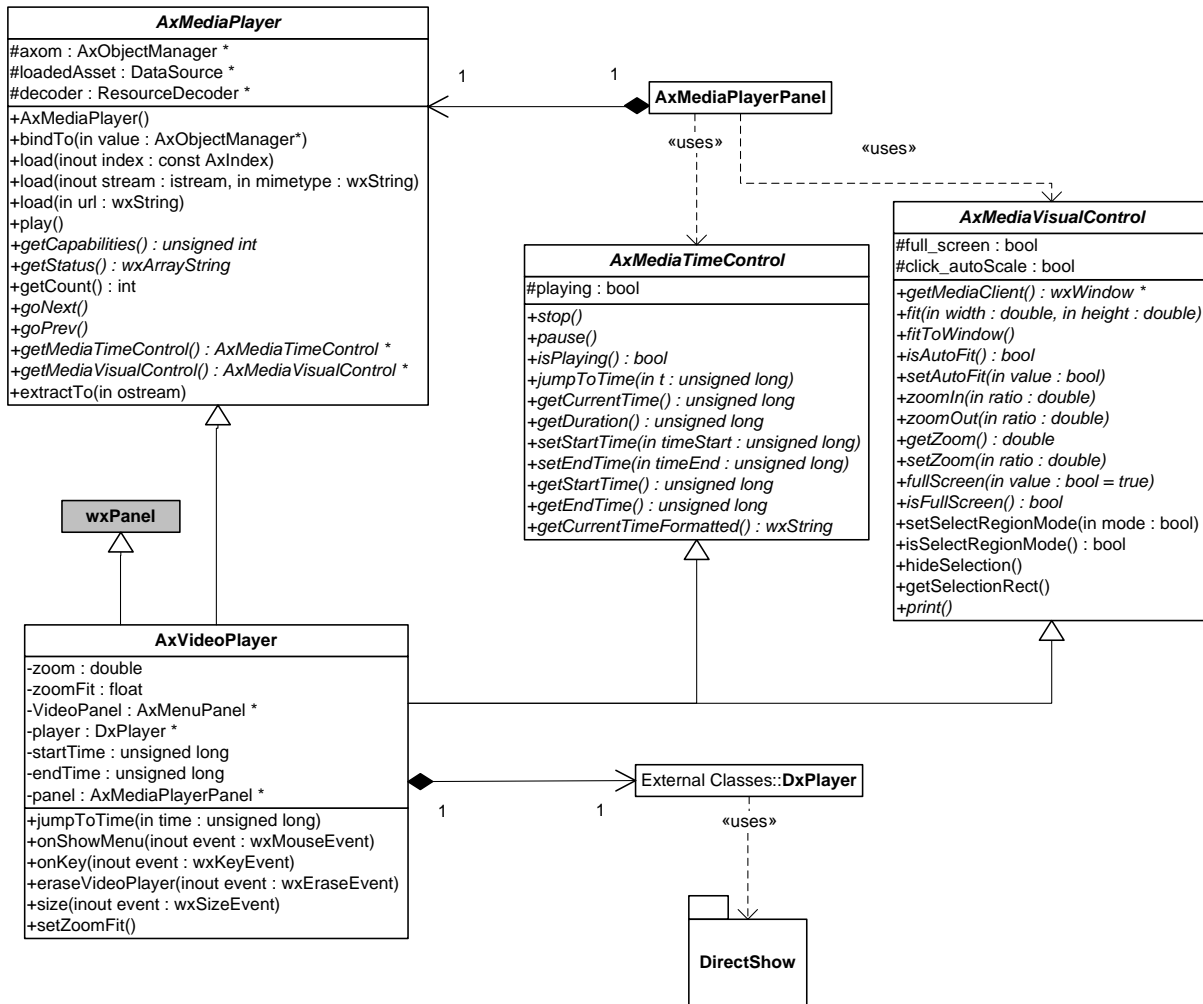 AxMediaPlayer
#axom : AxObjectManager *
#loadedAsset : DataSource *
#decoder : ResourceDecoder *
+AxMediaPlayer()
+bindTo(in value : AxObjectManager*)
+load(inout index : const AxIndex)
+load(inout stream : istream, in mimetype : wxString)
+load(in url : wxString)
+play()
+getCapabilities() : unsigned int
+getStatus() : wxArrayString
+getCount() : int
+goNext()
+goPrev()
+getMediaTimeControl() : AxMediaTimeControl *
+getMediaVisualControl() : AxMediaVisualControl *
+extractTo(in ostream)
1
1
AxMediaPlayerPanel
«uses»
«uses»
AxMediaTimeControl
#playing : bool
+stop()
+pause()
+isPlaying() : bool
+jumpToTime(in t : unsigned long)
+getCurrentTime() : unsigned long
+getDuration() : unsigned long
+setStartTime(in timeStart : unsigned long)
+setEndTime(in timeEnd : unsigned long)
+getStartTime() : unsigned long
+getEndTime() : unsigned long
+getCurrentTimeFormatted() : wxString
AxMediaVisualControl
#full_screen : bool
#click_autoScale : bool
+getMediaClient() : wxWindow *
+fit(in width : double, in height : double)
+fitToWindow()
+isAutoFit() : bool
+setAutoFit(in value : bool)
+zoomIn(in ratio : double)
+zoomOut(in ratio : double)
+getZoom() : double
+setZoom(in ratio : double)
+fullScreen(in value : bool = true)
+isFullScreen() : bool
+setSelectRegionMode(in mode : bool)
+isSelectRegionMode() : bool
+hideSelection()
+getSelectionRect()
+print()
wxPanel
AxVideoPlayer
-zoom : double
-zoomFit : float
-VideoPanel : AxMenuPanel *
-player : DxPlayer *
-startTime : unsigned long
-endTime : unsigned long
-panel : AxMediaPlayerPanel *
+jumpToTime(in time : unsigned long)
+onShowMenu(inout event : wxMouseEvent)
+onKey(inout event : wxKeyEvent)
+eraseVideoPlayer(inout event : wxEraseEvent)
+size(inout event : wxSizeEvent)
+setZoomFit()
1
1
External Classes::DxPlayer
«uses»
DirectShow